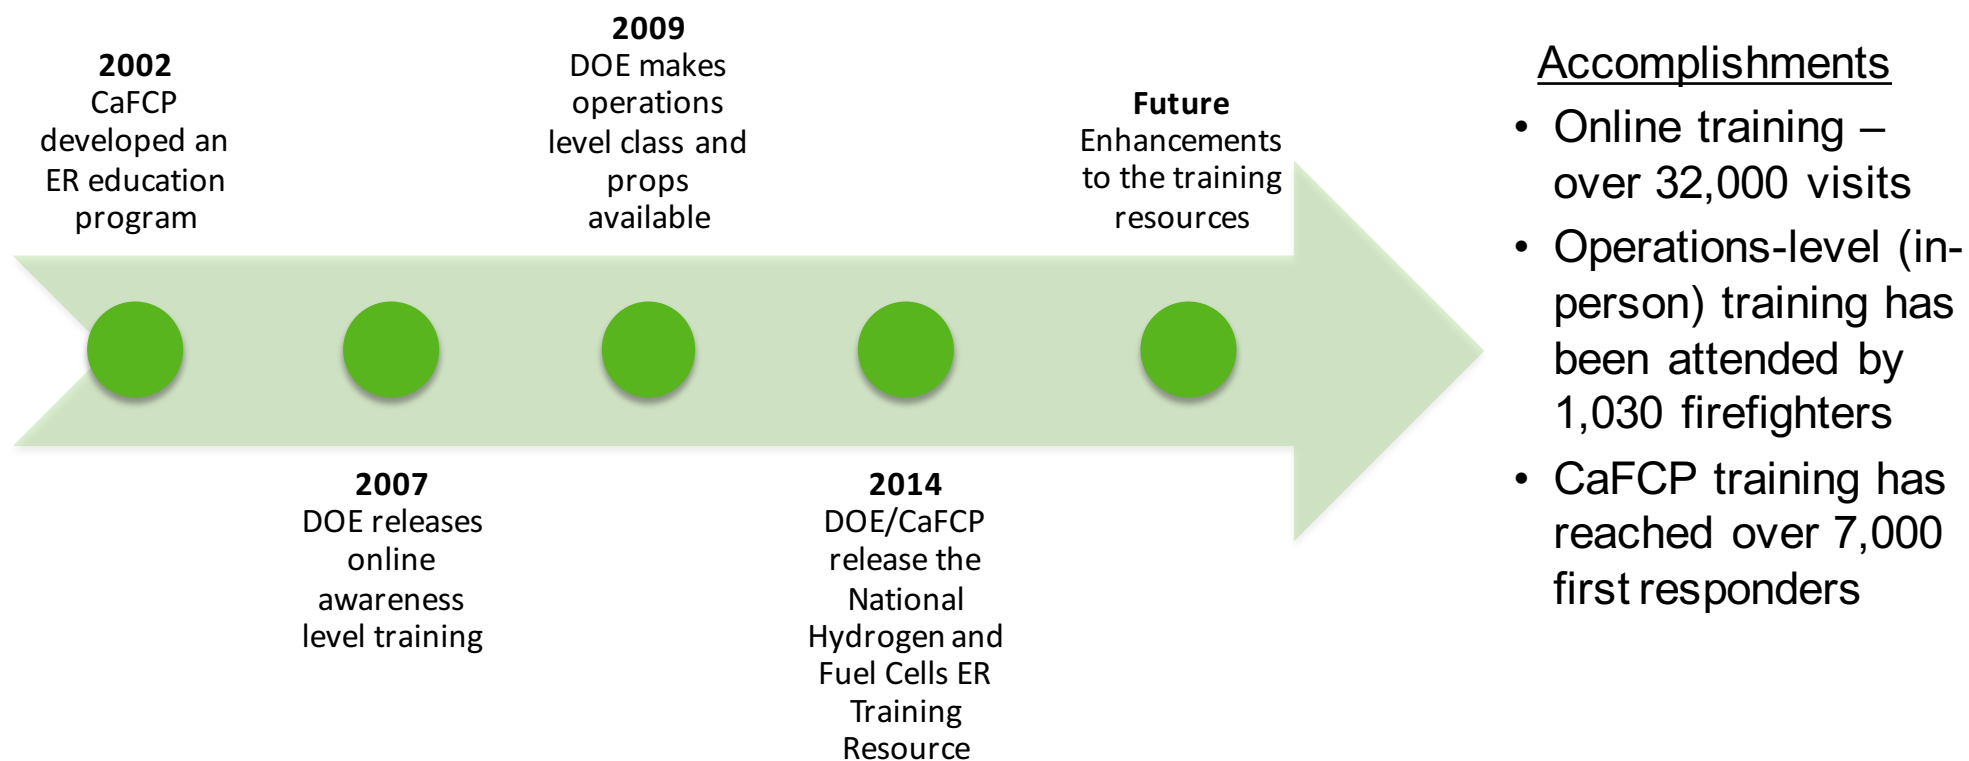 2002
CaFCP
developed an
ER education
program
2007
DOE releases
online
awareness
level training
2009
DOE makes
operations
level class and
props
available
2014
DOE/CaFCP
release the
National
Hydrogen and
Fuel Cells ER
Training
Resource
Future
Enhancements
to the training
resources
Accomplishments
• Online training –
over 32,000 visits
• Operations-level (in-
person) training has
been attended by
1,030 firefighters
• CaFCP training has
reached over 7,000
first responders